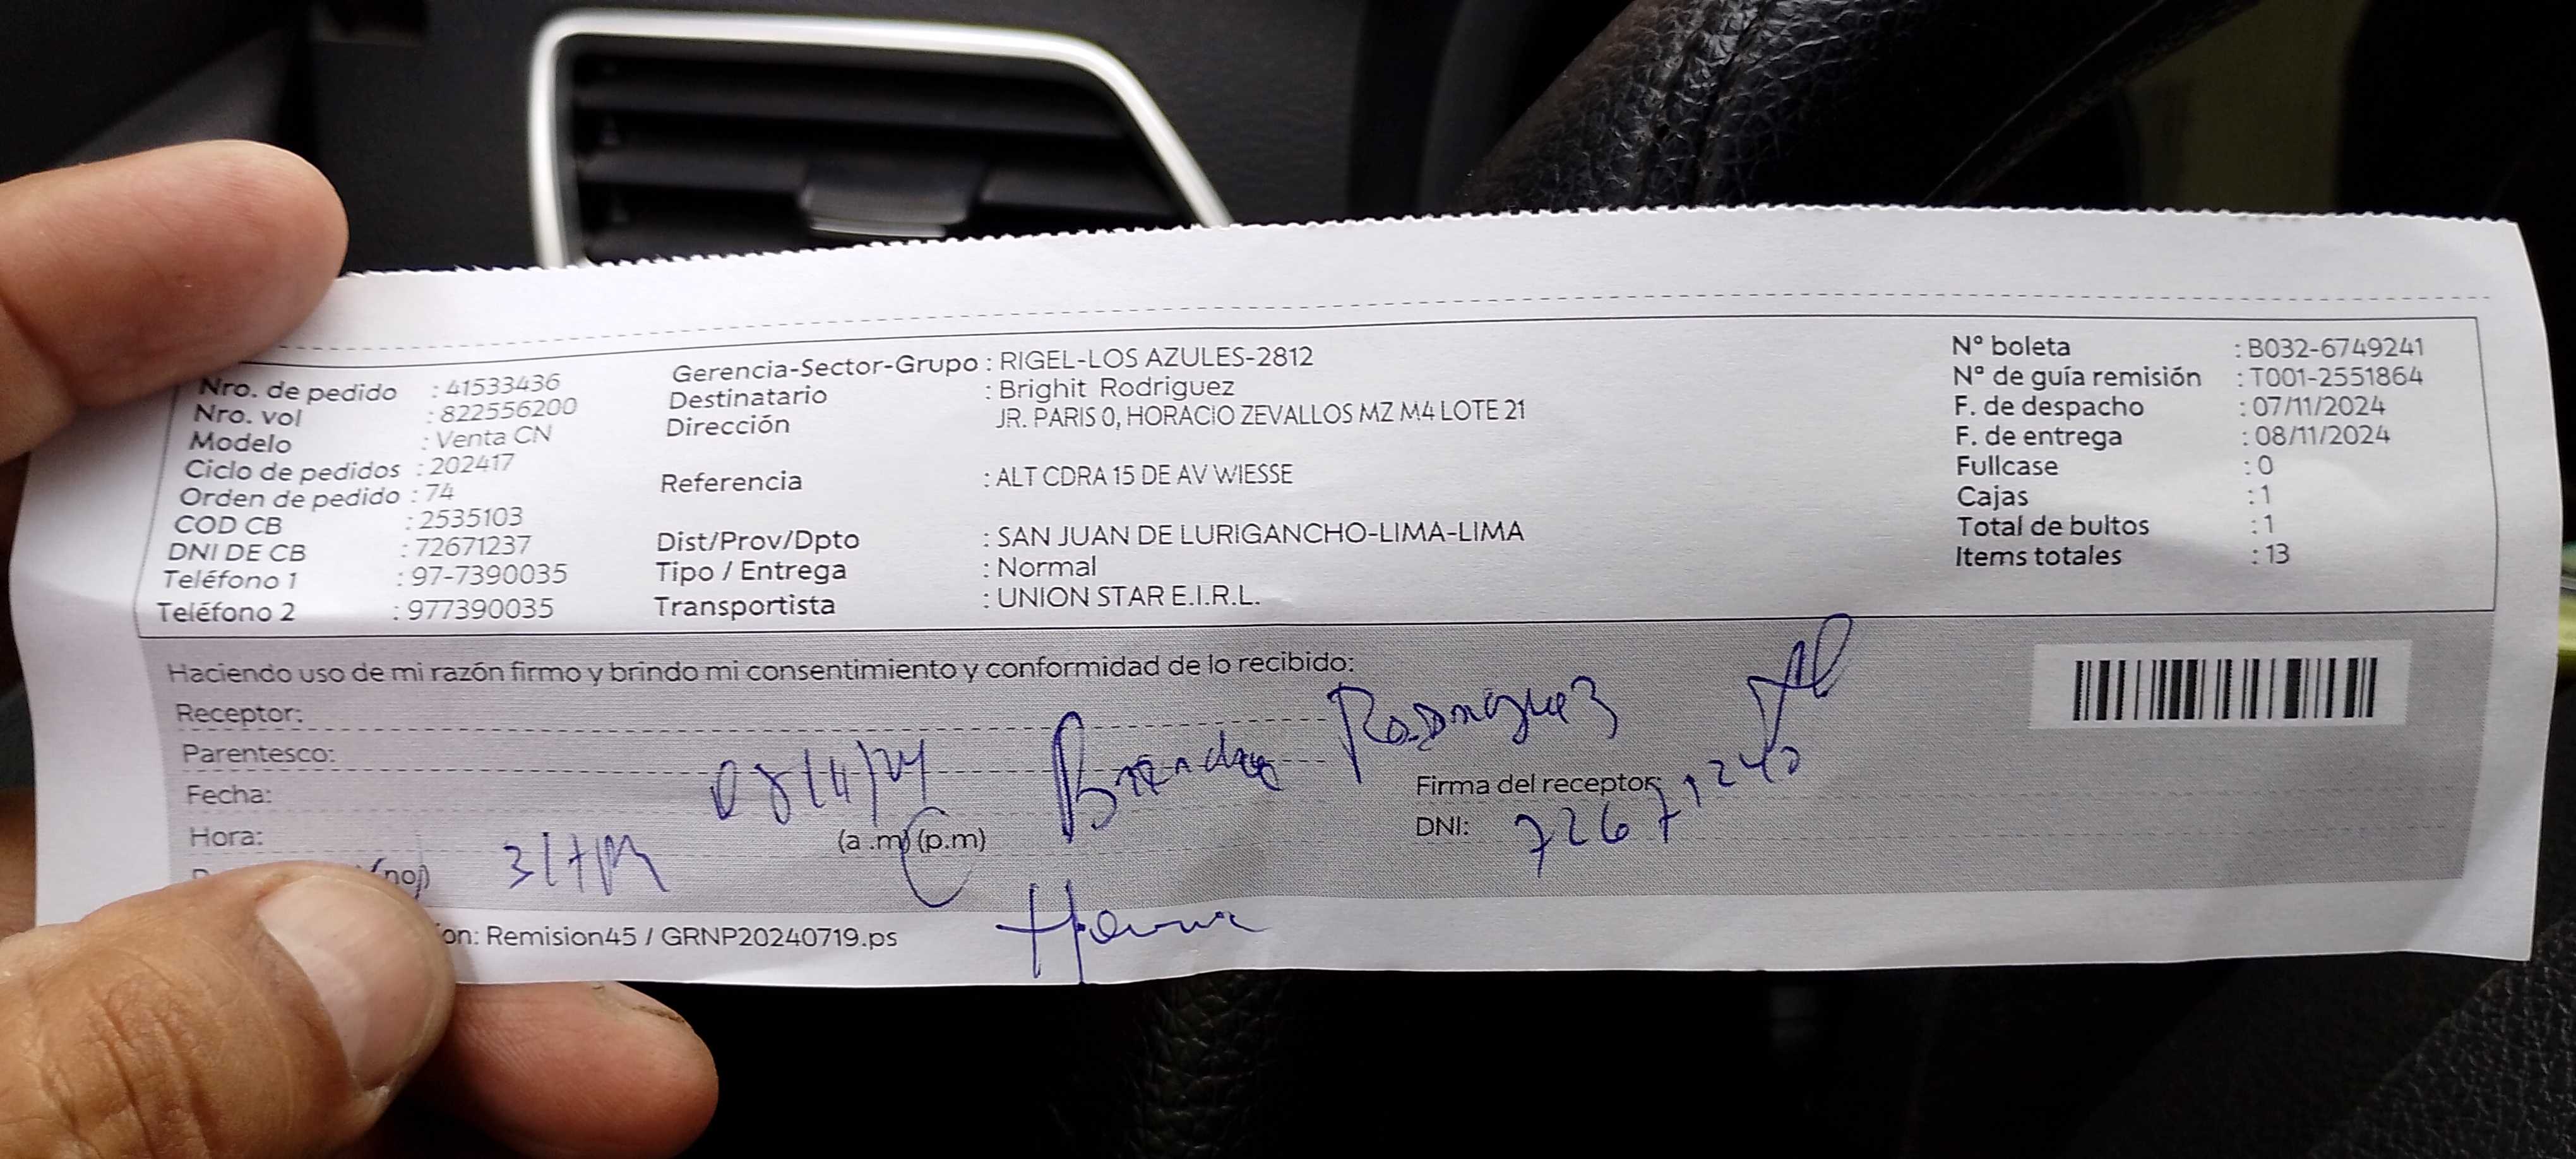 Nro. de pedido : 41533436
Nro. vol : 822556200
Modelo : Venta CN
Ciclo de pedidos : 202417
Orden de pedido : 74
COD CB : 2535103
DNI DE CB : 72671237
Teléfono 1 : 97-7390035
Teléfono 2 : 977390035
Gerencia-Sector-Grupo : RIGEL-LOS AZULES-2812
Destinatario : Brighit Rodriguez
Dirección JR. PARIS 0, HORACIO ZEVALLOS MZ M4 LOTE 21
Referencia : ALT CDRA 15 DE AV WIESSE
Dist/Prov/Dpto : SAN JUAN DE LURIGANCHO-LIMA-LIMA
Tipo / Entrega : Normal
Transportista : UNION STAR E.I.R.L.
N° boleta : B032-6749241
N° de guía remisión : T001-2551864
F. de despacho : 07/11/2024
F. de entrega : 08/11/2024
Fullcase : 0
Cajas : 1
Total de bultos : 1
Items totales : 13
Haciendo uso de mi razón firmo y brindo mi consentimiento y conformidad de lo recibido:
Receptor: Rodriguez
Parentesco:
Fecha: 08/11/24
Hora: (a .m) (p.m)
(no)
Firma del receptor:
DNI: 72671240
on: Remision45 / GRNP20240719.ps